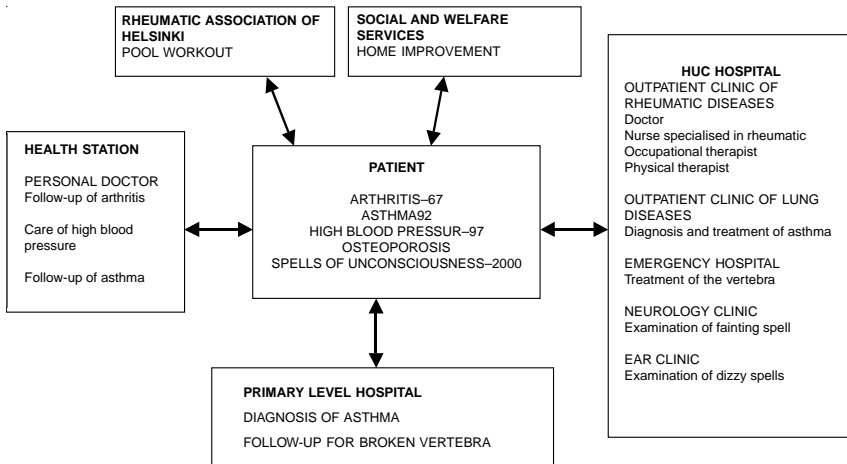 RHEUMATIC ASSOCIATION OF
HELSINKI
POOL WORKOUT
SOCIAL AND WELFARE
SERVICES
HOME IMPROVEMENT
HEALTH STATION
PERSONAL DOCTOR
Follow-up of arthritis
Care of high blood
pressure
Follow-up of asthma
PATIENT
ARTHRITIS–67
ASTHMA92
HIGH BLOOD PRESSUR–97
OSTEOPOROSIS
SPELLS OF UNCONSCIOUSNESS–2000
HUC HOSPITAL
OUTPATIENT CLINIC OF
RHEUMATIC DISEASES
Doctor
Nurse specialised in rheumatic
Occupational therapist
Physical therapist
OUTPATIENT CLINIC OF LUNG
DISEASES
Diagnosis and treatment of asthma
EMERGENCY HOSPITAL
Treatment of the vertebra
NEUROLOGY CLINIC
Examination of fainting spell
EAR CLINIC
Examination of dizzy spells
PRIMARY LEVEL HOSPITAL
DIAGNOSIS OF ASTHMA
FOLLOW-UP FOR BROKEN VERTEBRA